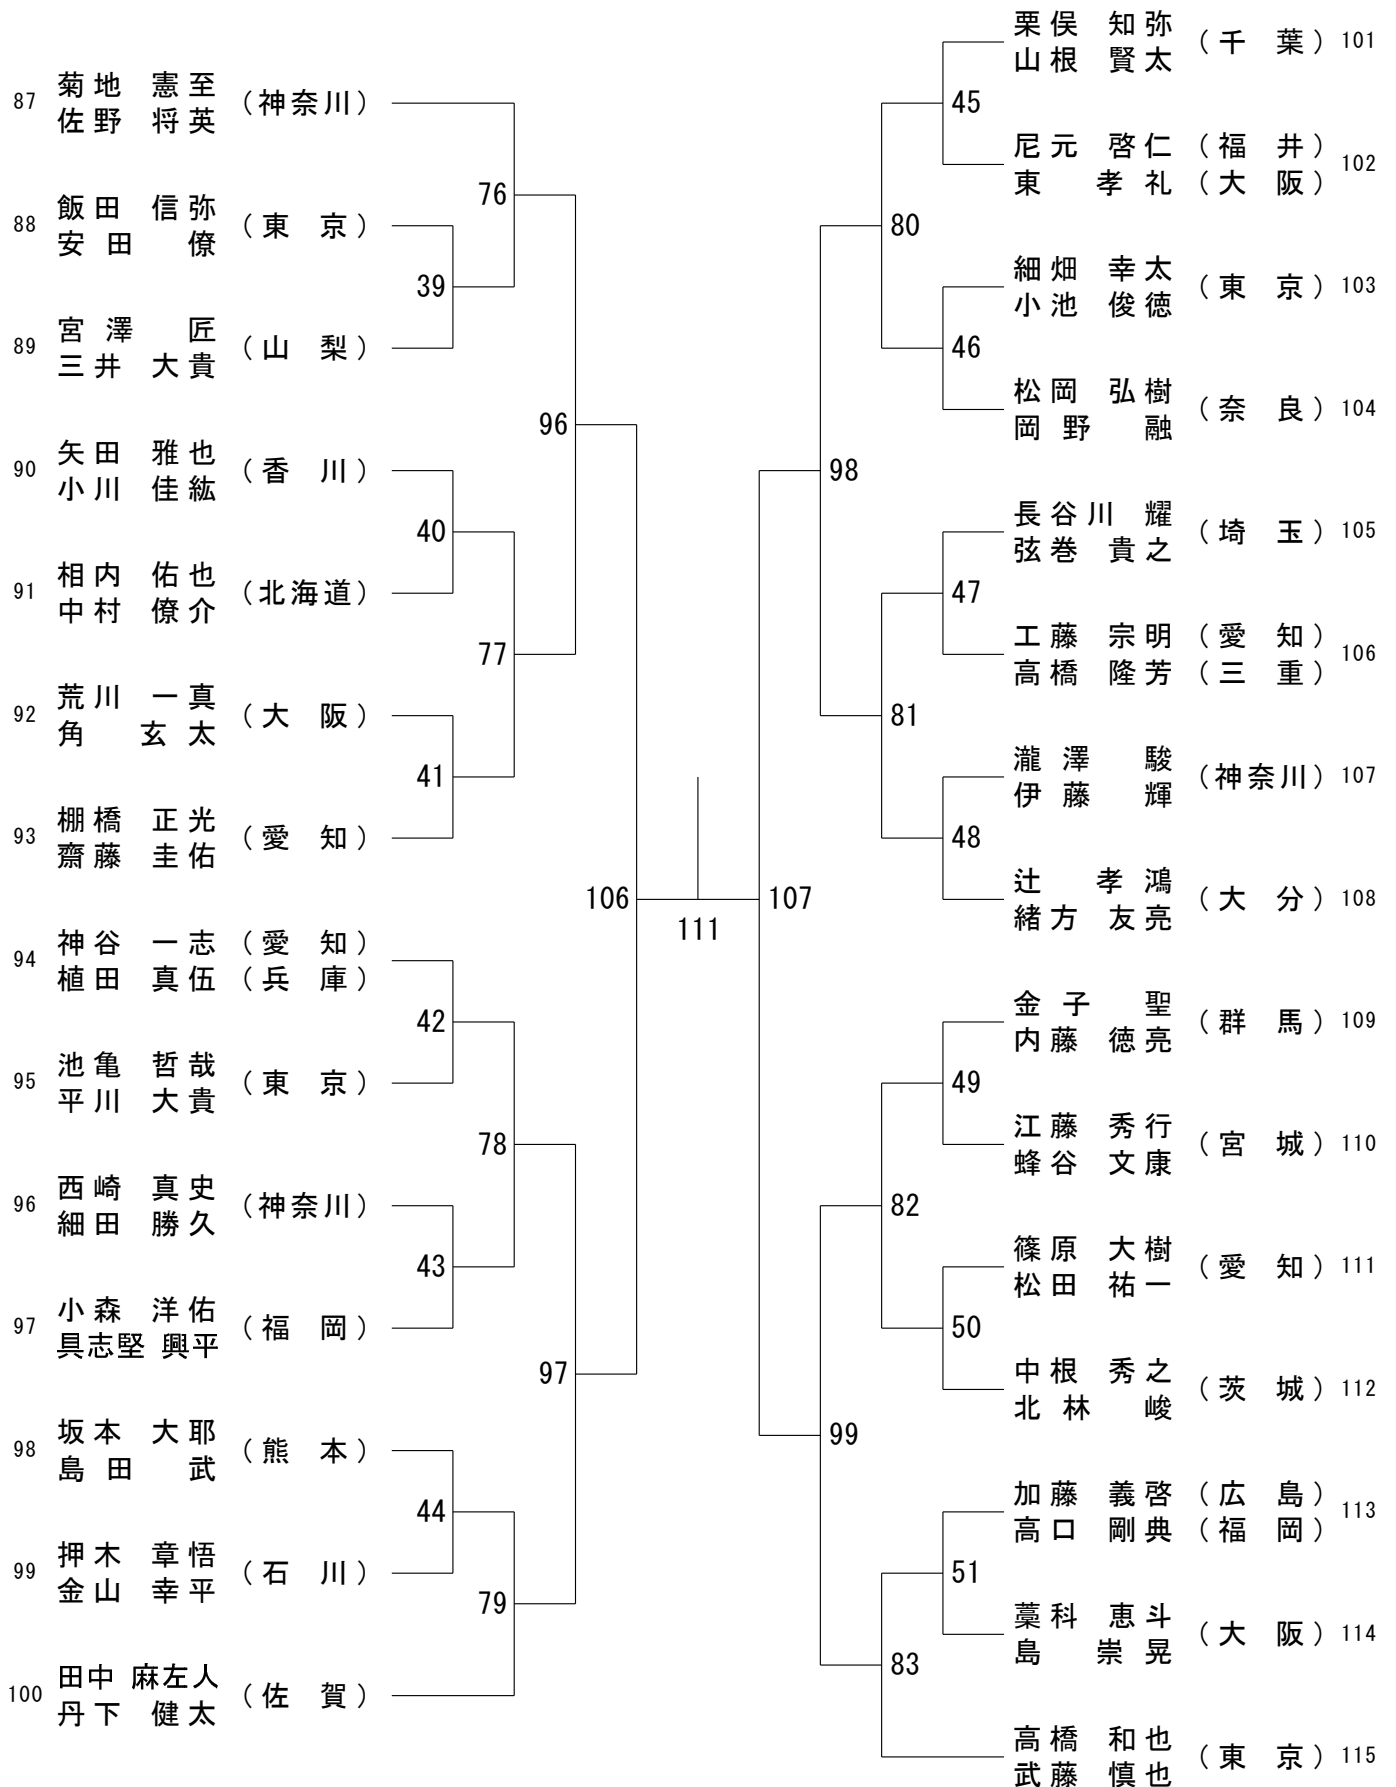 87 菊地 憲至 (神奈川)
佐野 将英
88 飯田 信弥 (東京)
安田 僚
89 宮澤 匠 (山梨)
三井 大貴
90 矢田 雅也 (香川)
小川 佳紘
91 相内 佑也 (北海道)
中村 僚介
92 荒川 一真 (大阪)
角 玄太
93 棚橋 正光 (愛知)
齋藤 圭佑
94 神谷 一志 (愛知)
植田 真伍 (兵庫)
95 池亀 哲哉 (東京)
平川 大貴
96 西崎 真史 (神奈川)
細田 勝久
97 小森 洋佑 (福岡)
具志堅 興平
98 坂本 大耶 (熊本)
島田 武
99 押木 章悟 (石川)
金山 幸平
100 田中 麻左人 (佐賀)
丹下 健太
76
39
96
40
77
41
106
42
78
43
97
44
79
111
107
45
80
46
98
47
81
48
49
82
50
99
51
83
栗俣 知弥 (千葉) 101
山根 賢太
尼元 啓仁 (福井) 102
東 孝礼 (大阪)
細畑 幸太 (東京) 103
小池 俊徳
松岡 弘樹 (奈良) 104
岡野 融
長谷川 耀 (埼玉) 105
弦巻 貴之
工藤 宗明 (愛知) 106
高橋 隆芳 (三重)
瀧澤 駿 (神奈川) 107
伊藤 輝
辻 孝鴻 (大分) 108
緒方 友亮
金子 聖 (群馬) 109
内藤 徳亮
江藤 秀行 (宮城) 110
蜂谷 文康
篠原 大樹 (愛知) 111
松田 祐一
中根 秀之 (茨城) 112
北林 峻
加藤 義啓 (広島) 113
高口 剛典 (福岡)
藁科 恵斗 (大阪) 114
島 崇晃
高橋 和也 (東京) 115
武藤 慎也